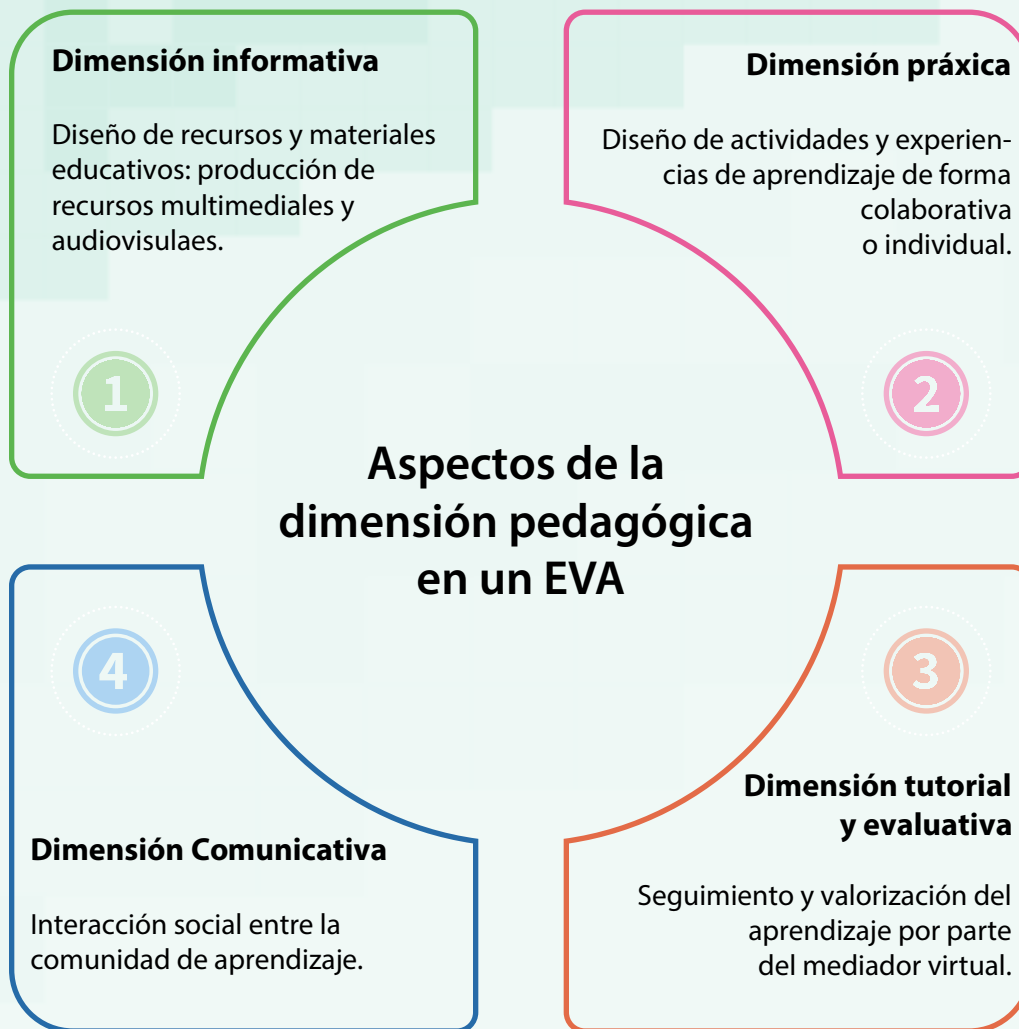 Dimensión informativa
Diseño de recursos y materiales
educativos: producción de
recursos multimediales y
audiovisulaes.
1
Dimensión práxica
Diseño de actividades y experien-
cias de aprendizaje de forma
colaborativa
o individual.
2
Aspectos de la
dimensión pedagógica
en un EVA
3
Dimensión tutorial
y evaluativa
Seguimiento y valorización del
aprendizaje por parte
del mediador virtual.
4
Dimensión Comunicativa
Interacción social entre la
comunidad de aprendizaje.